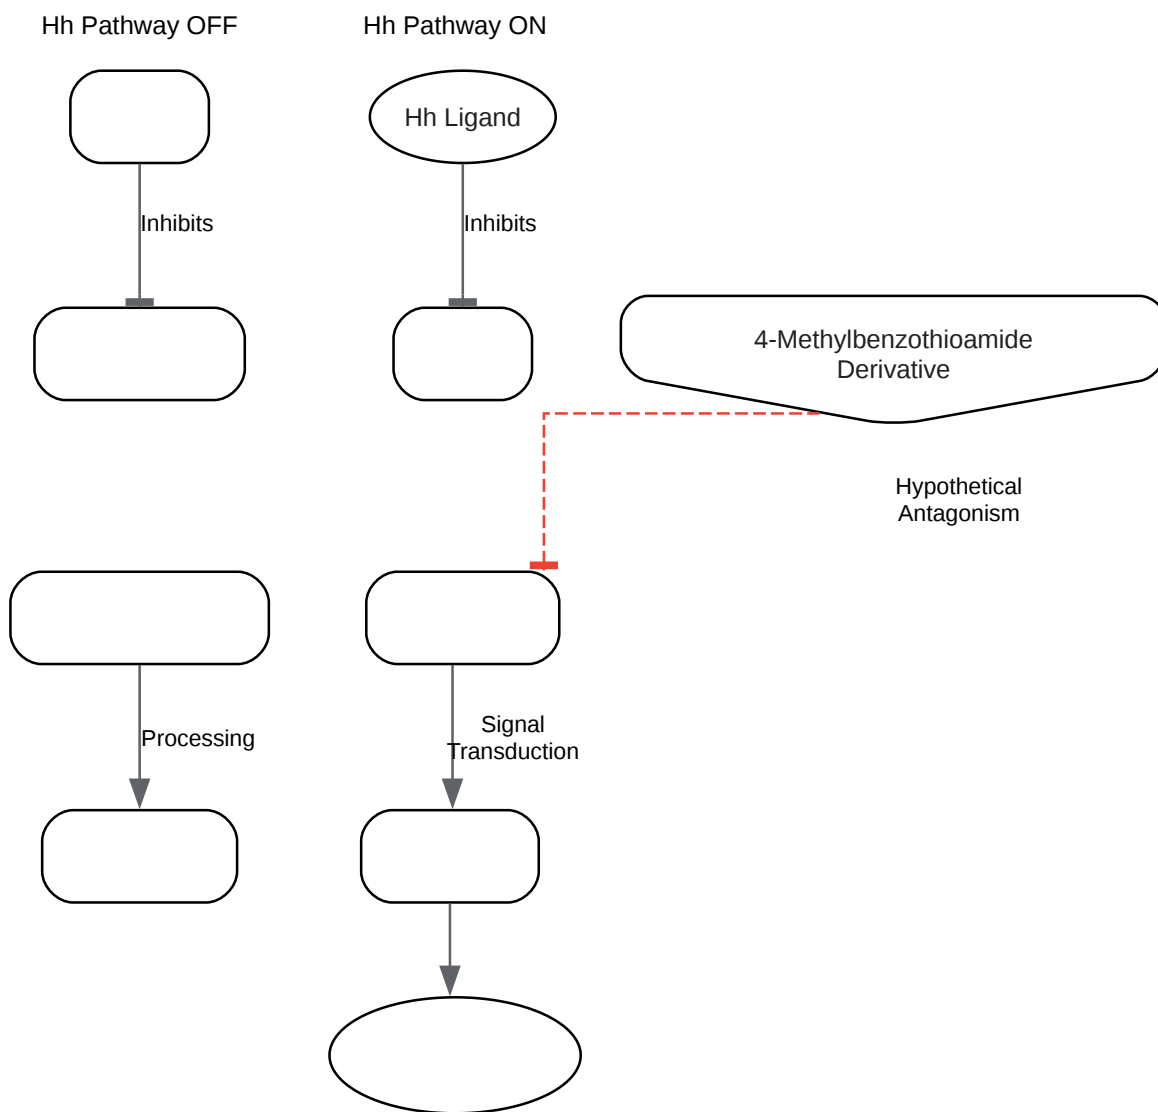 Hh Pathway OFF
Hh Pathway ON
Hh Ligand
Inhibits
Inhibits
4-Methylbenzothioamide
Derivative
Hypothetical
Antagonism
Processing
Signal
Transduction